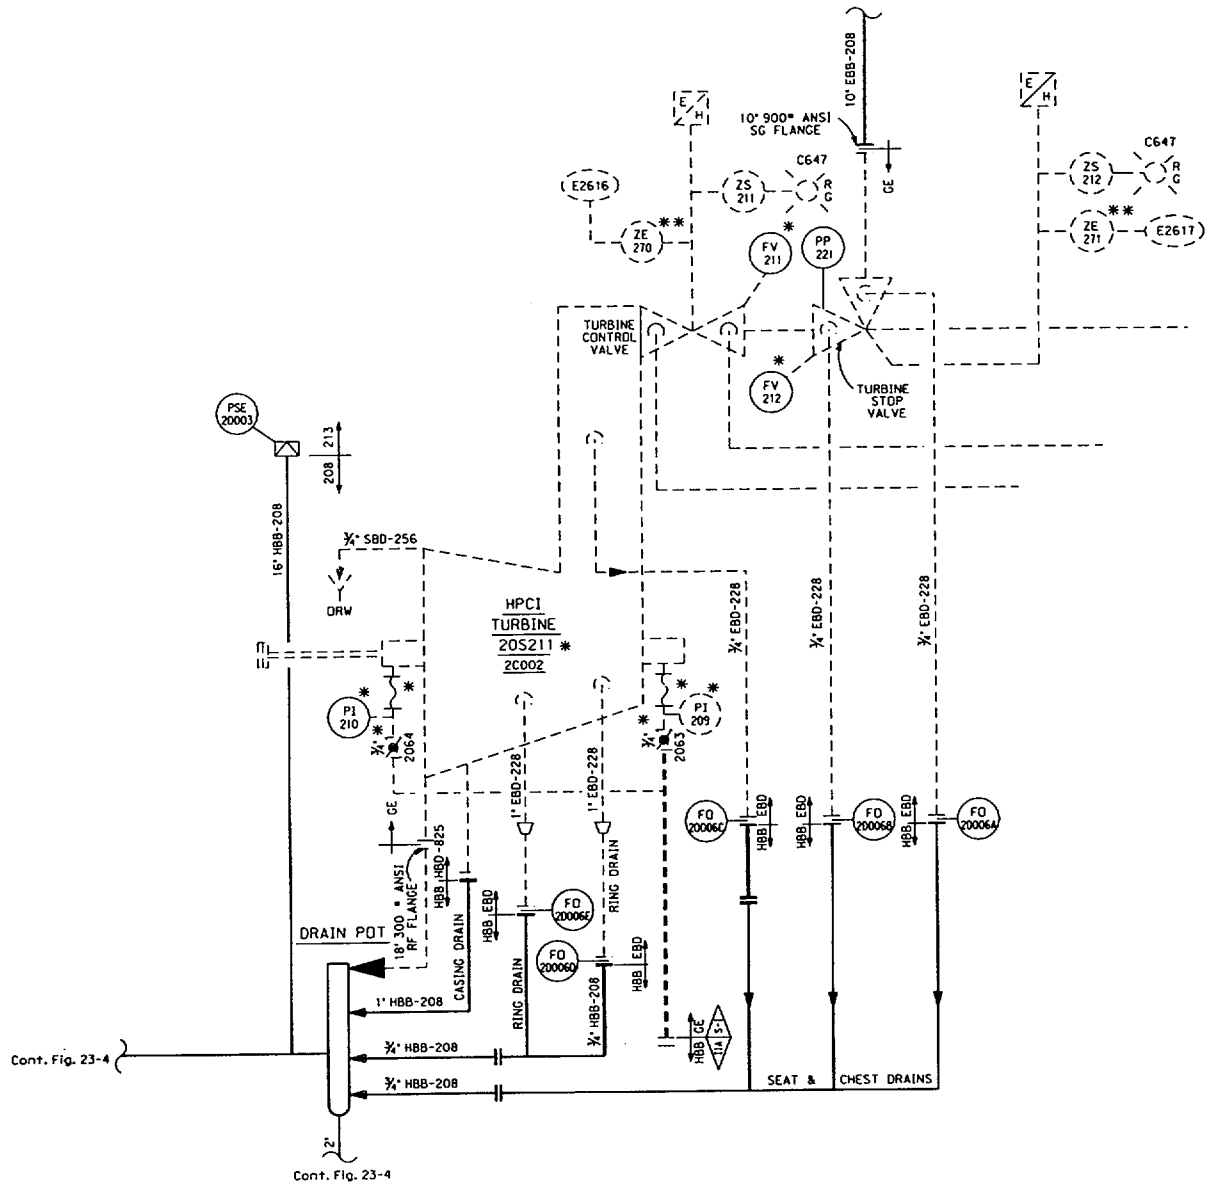 10" EBB-208
E
H
10" 900# ANSI
SG FLANGE
GE
E
H
C647
ZS
212
R
G
ZE
271
**
E2617
C647
ZS
211
R
G
E2616
ZE
270
**
FV
211
*
PP
221
TURBINE
CONTROL
VALVE
FV
212
*
TURBINE
STOP
VALVE
PSE
20003
213
208
16" HBB-208
3/4" SBD-256
DRW
HPCI
TURBINE
20S211 *
2C002
3/4" EBD-228
3/4" EBD-228
3/4" EBD-228
PI
210
*
*
*
3/4"
2064
PI
209
*
*
*
3/4"
2063
1" EBD-228
1" EBD-228
GE
18" 300 # ANSI
RF FLANGE
HBB HBD-825
CASING DRAIN
HBB EBD
FO
20006E
RING DRAIN
RING DRAIN
FO
20006D
HBB EBD
FO
20006C
HBB EBD
HBB EBD
FO
20006B
HBB EBD
FO
20006A
DRAIN POT
1" HBB-208
3/4" HBB-208
3/4" HBB-208
3/4" HBB-208
HBB GE
S-1
11A
SEAT & CHEST DRAINS
Cont. Fig. 23-4
2"
Cont. Fig. 23-4